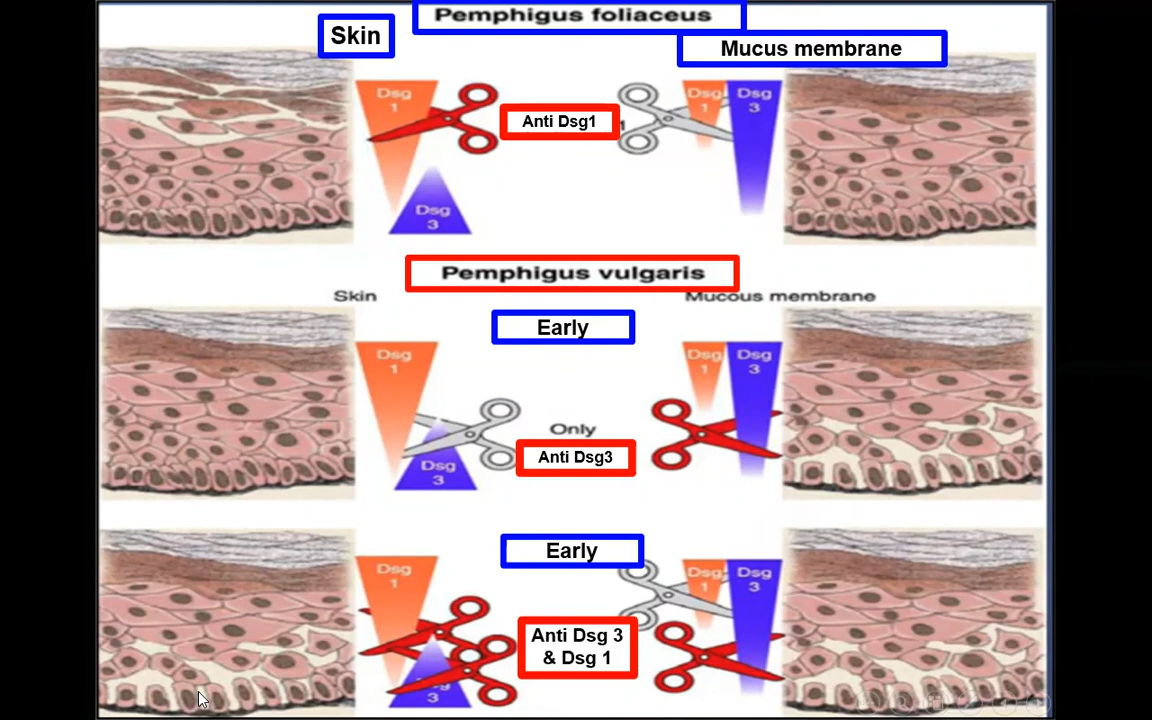 Pemphigus foliaceus
Skin
Mucus membrane
Dsg
1
Anti Dsg1
Dsg
1
Dsg
3
Dsg
3
Pemphigus vulgaris
Skin
Mucous membrane
Early
Dsg
1
Dsg
1
Dsg
3
Only
Anti Dsg3
Dsg
3
Early
Dsg
1
Dsg
1
Dsg
3
Anti Dsg 3
& Dsg 1
3